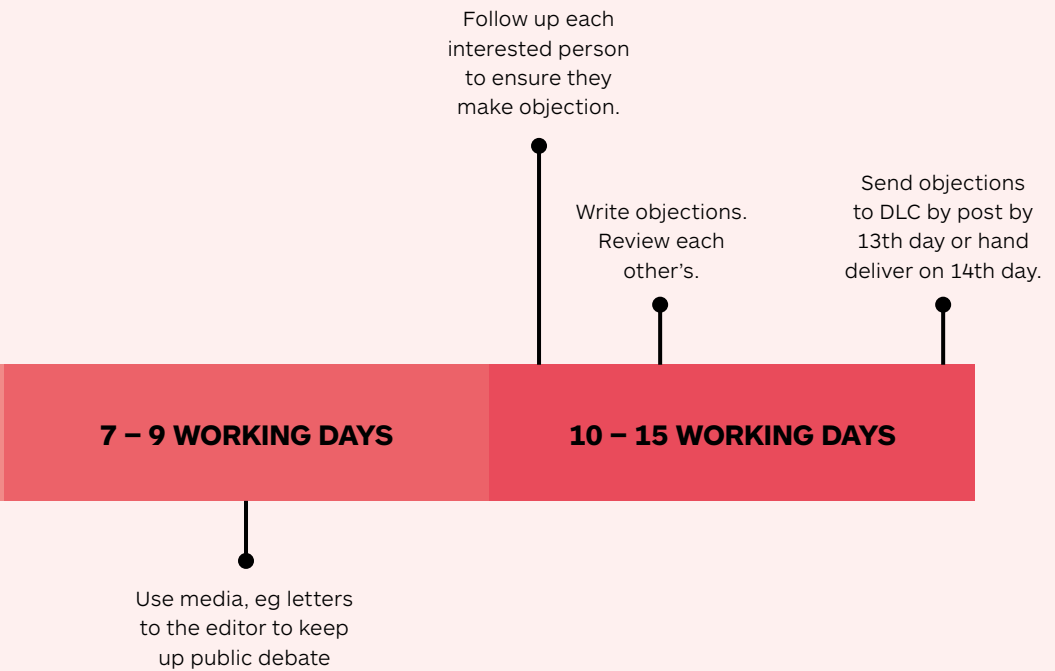 Follow up each
interested person
to ensure they
make objection.
Write objections.
Review each
other's.
Send objections
to DLC by post by
13th day or hand
deliver on 14th day.
7 – 9 WORKING DAYS
10 – 15 WORKING DAYS
Use media, eg letters
to the editor to keep
up public debate